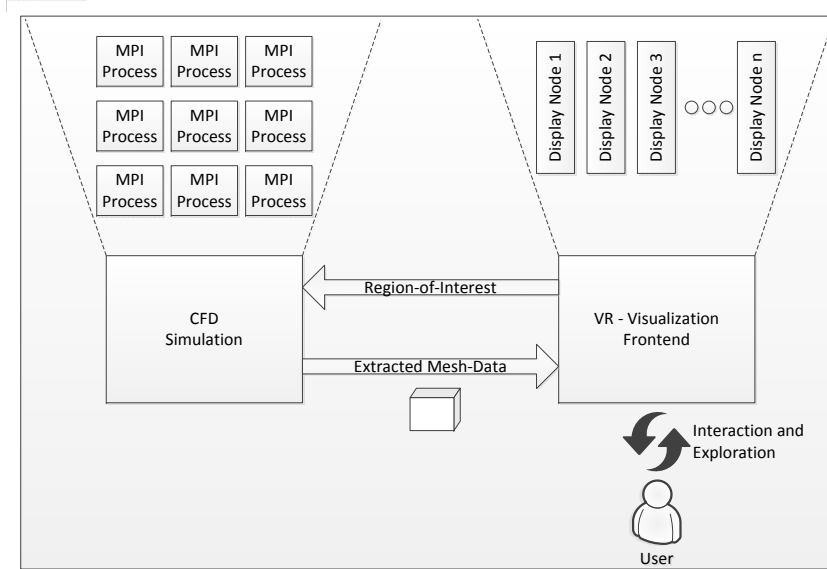 MPI
Process
MPI
Process
MPI
Process
MPI
Process
MPI
Process
MPI
Process
MPI
Process
MPI
Process
MPI
Process
Display Node 1
Display Node 2
Display Node 3
Display Node n
Region-of-Interest
CFD
Simulation
VR - Visualization
Frontend
Extracted Mesh-Data
Interaction and
Exploration
User